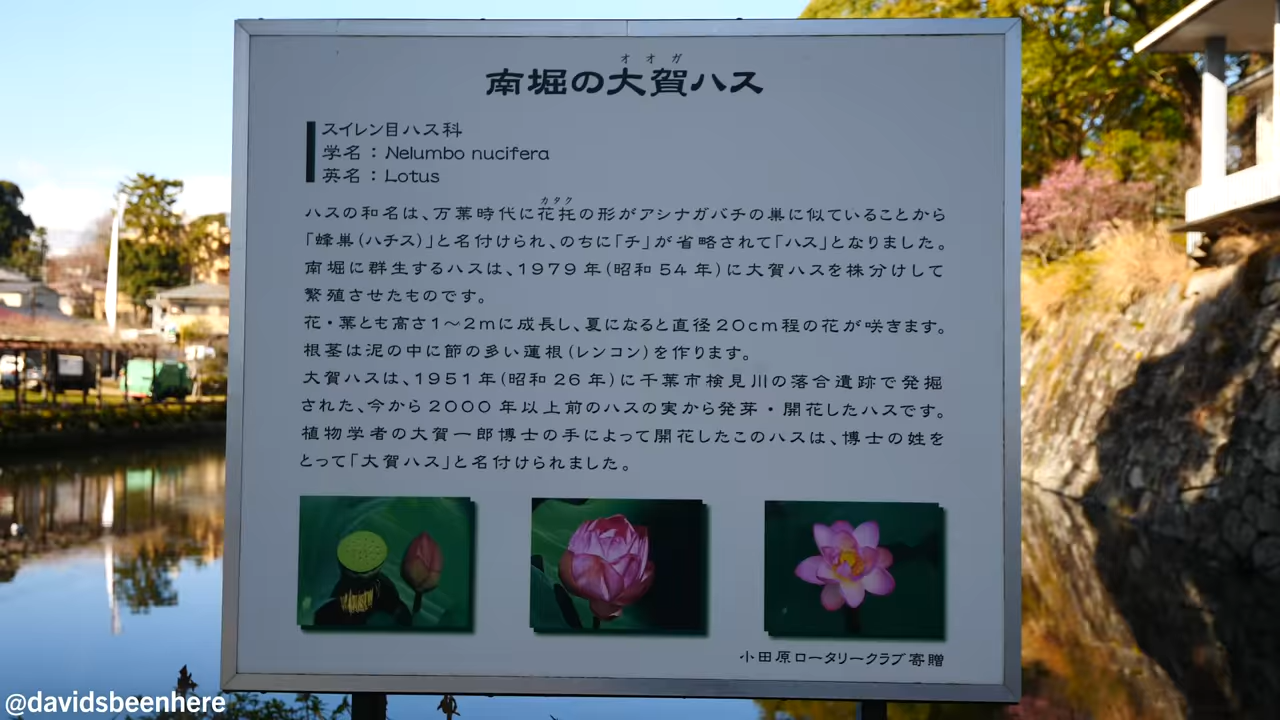 オオガ
南堀の大賀ハス
スイレン目ハス科
学名：Nelumbo nucifera
英名：Lotus
カタク
ハスの和名は、万葉時代に花托の形がアシナガバチの巣に似ていることから
「蜂巣(ハチス)」と名付けられ、のちに「チ」が省略されて「ハス」となりました。
南堀に群生するハスは、1979年(昭和54年)に大賀ハスを株分けして
繁殖させたものです。
花・葉とも高さ1～2mに成長し、夏になると直径20cm程の花が咲きます。
根茎は泥の中に節の多い蓮根(レンコン)を作ります。
大賀ハスは、1951年(昭和26年)に千葉市検見川の落合遺跡で発掘
された、今から2000年以上前のハスの実から発芽・開花したハスです。
植物学者の大賀一郎博士の手によって開花したこのハスは、博士の姓を
とって「大賀ハス」と名付けられました。
小田原ロータリークラブ寄贈
@davidsbeenhere